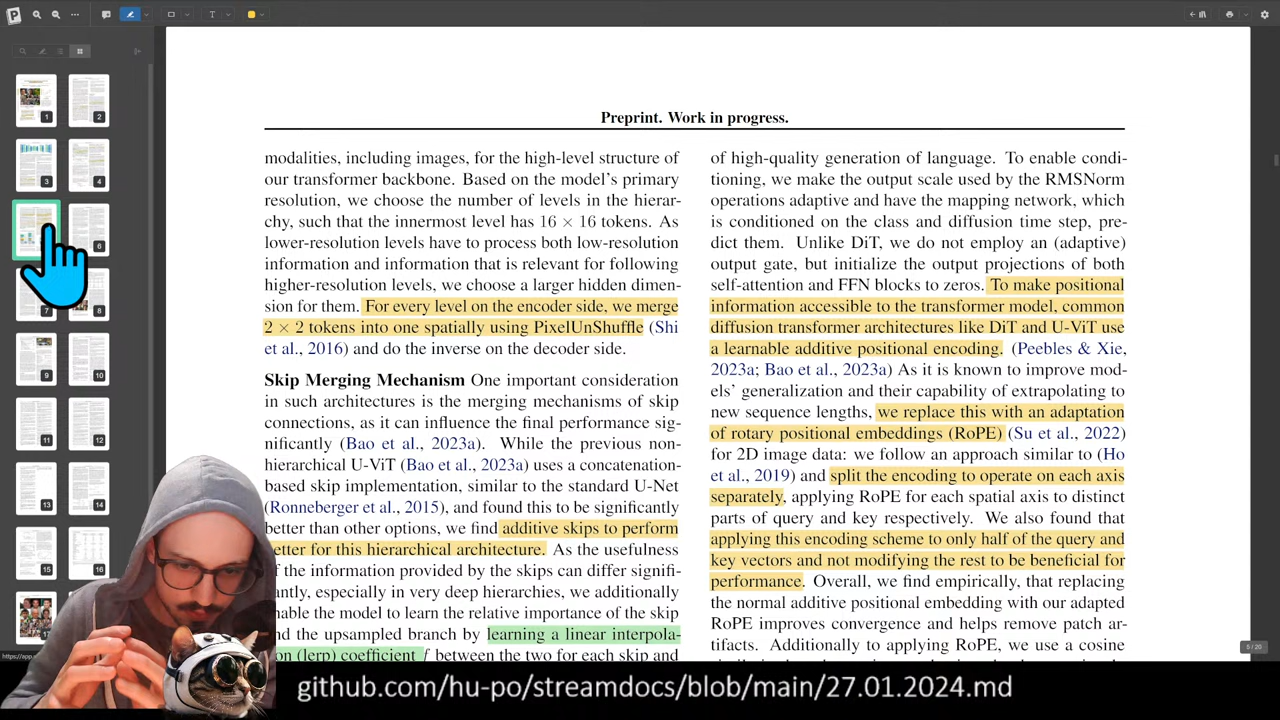 Preprint. Work in progress.
modalities, including images, for the high-level structure of
our transformer backbone. Based on the model's primary
resolution, we choose the number of levels in the hierar-
chy, such that the innermost level is 16 × 16 tokens. As
lower-resolution levels have to process both low-resolution
information and information that is relevant for following
higher-resolution levels, we choose a larger hidden dimen-
sion for them. For every level on the encoder side, we merge
2 × 2 tokens into one spatially using PixelUnShuffle (Shi
et al., 2016) and do the inverse on the decoder side.
Skip Merging Mechanism One important consideration
in such architectures is the merging mechanisms of skip
connections, as it can influence the final performance sig-
nificantly (Bao et al., 2023a). While the previous non-
hierarchical U-ViT (Bao et al., 2023a) uses a concatenation-
based skip implementation, similar to the standard U-Net
(Ronneberger et al., 2015), and found this to be significantly
better than other options, we find additive skips to perform
better for this hierarchical architecture. As the usefulness
of the information provided by the skips can differ signifi-
cantly, especially in very deep hierarchies, we additionally
enable the model to learn the relative importance of the skip
and the upsampled branch by learning a linear interpola-
tion (lerp) coefficient f between the two for each skip and
of high-quality generation of language. To enable condi-
tioning, we make the output scale used by the RMSNorm
operation adaptive and have the mapping network, which
is conditioned on the class and diffusion time step, pre-
dict them. Unlike DiT, we do not employ an (adaptive)
output gate, but initialize the output projections of both
self-attention and FFN blocks to zeros. To make positional
information accessible to the transformer model, common
diffusion transformer architectures like DiT and U-ViT use
a learnable additive positional encoding. (Peebles & Xie,
2023a; Bao et al., 2023a) As it is known to improve mod-
els' generalization and their capability of extrapolating to
new sequence lengths, we replace this with an adaptation
of rotary positional embeddings (RoPE) (Su et al., 2022)
for 2D image data: we follow an approach similar to (Ho
et al., 2019) and split the encoding to operate on each axis
separately, applying RoPE for each spatial axis to distinct
parts of query and key respectively. We also found that
applying this encoding scheme to only half of the query and
key vectors and not modifying the rest to be beneficial for
performance. Overall, we find empirically, that replacing
the normal additive positional embedding with our adapted
RoPE improves convergence and helps remove patch ar-
tifacts. Additionally to applying RoPE, we use a cosine
1
2
3
4
6
7
8
9
10
11
12
13
14
15
16
5 / 20
https://app.
github.com/hu-po/streamdocs/blob/main/27.01.2024.md